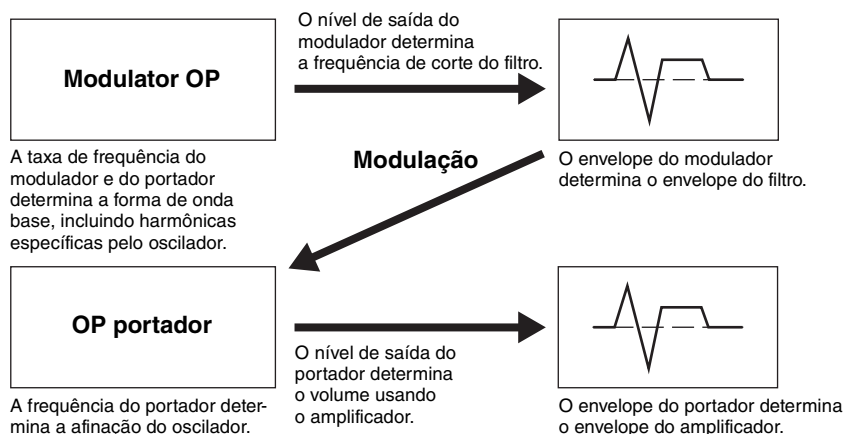 O nível de saída do
modulador determina
a frequência de corte do filtro.
Modulator OP
A taxa de frequência do
modulador e do portador
determina a forma de onda
base, incluindo harmônicas
específicas pelo oscilador.
Modulação
O envelope do modulador
determina o envelope do filtro.
OP portador
A frequência do portador deter-
mina a afinação do oscilador.
O nível de saída do
portador determina
o volume usando
o amplificador.
O envelope do portador determina
o envelope do amplificador.